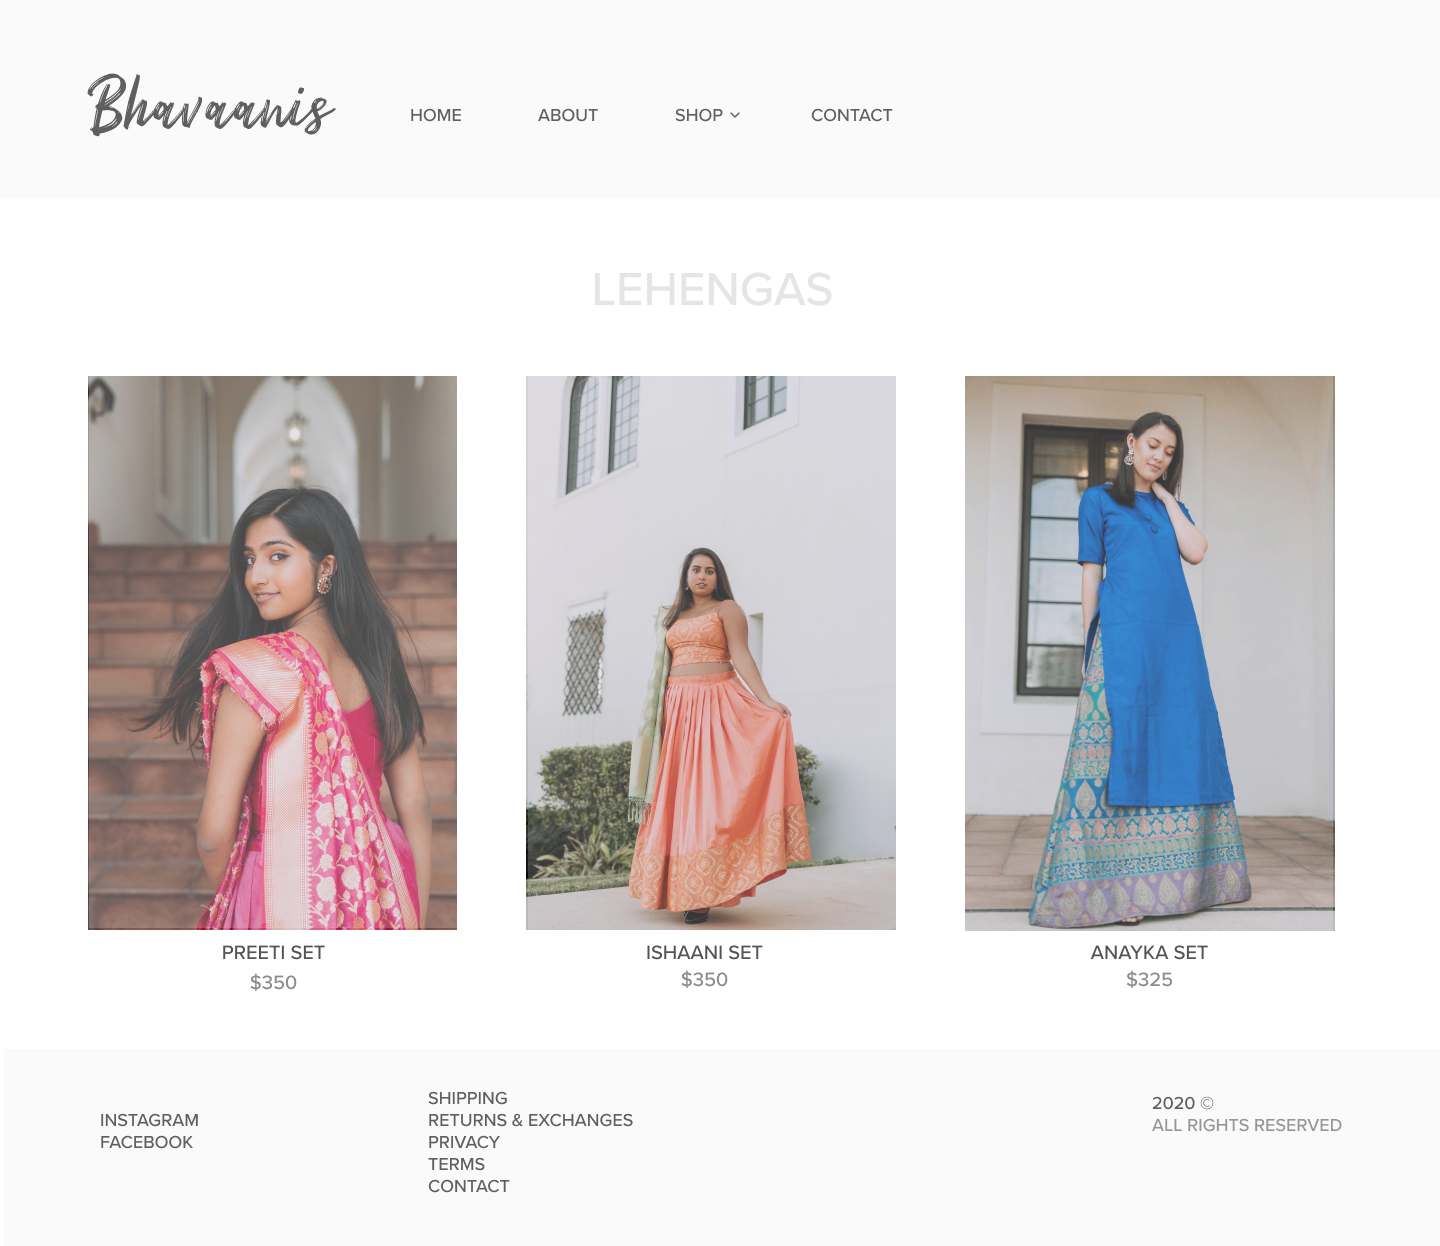 Bhavaanis
HOME
ABOUT
SHOP
CONTACT
LEHENGAS
PREETI SET
$350
ISHAANI SET
$350
ANAYKA SET
$325
INSTAGRAM
FACEBOOK
SHIPPING
RETURNS & EXCHANGES
PRIVACY
TERMS
CONTACT
2020 ©
ALL RIGHTS RESERVED